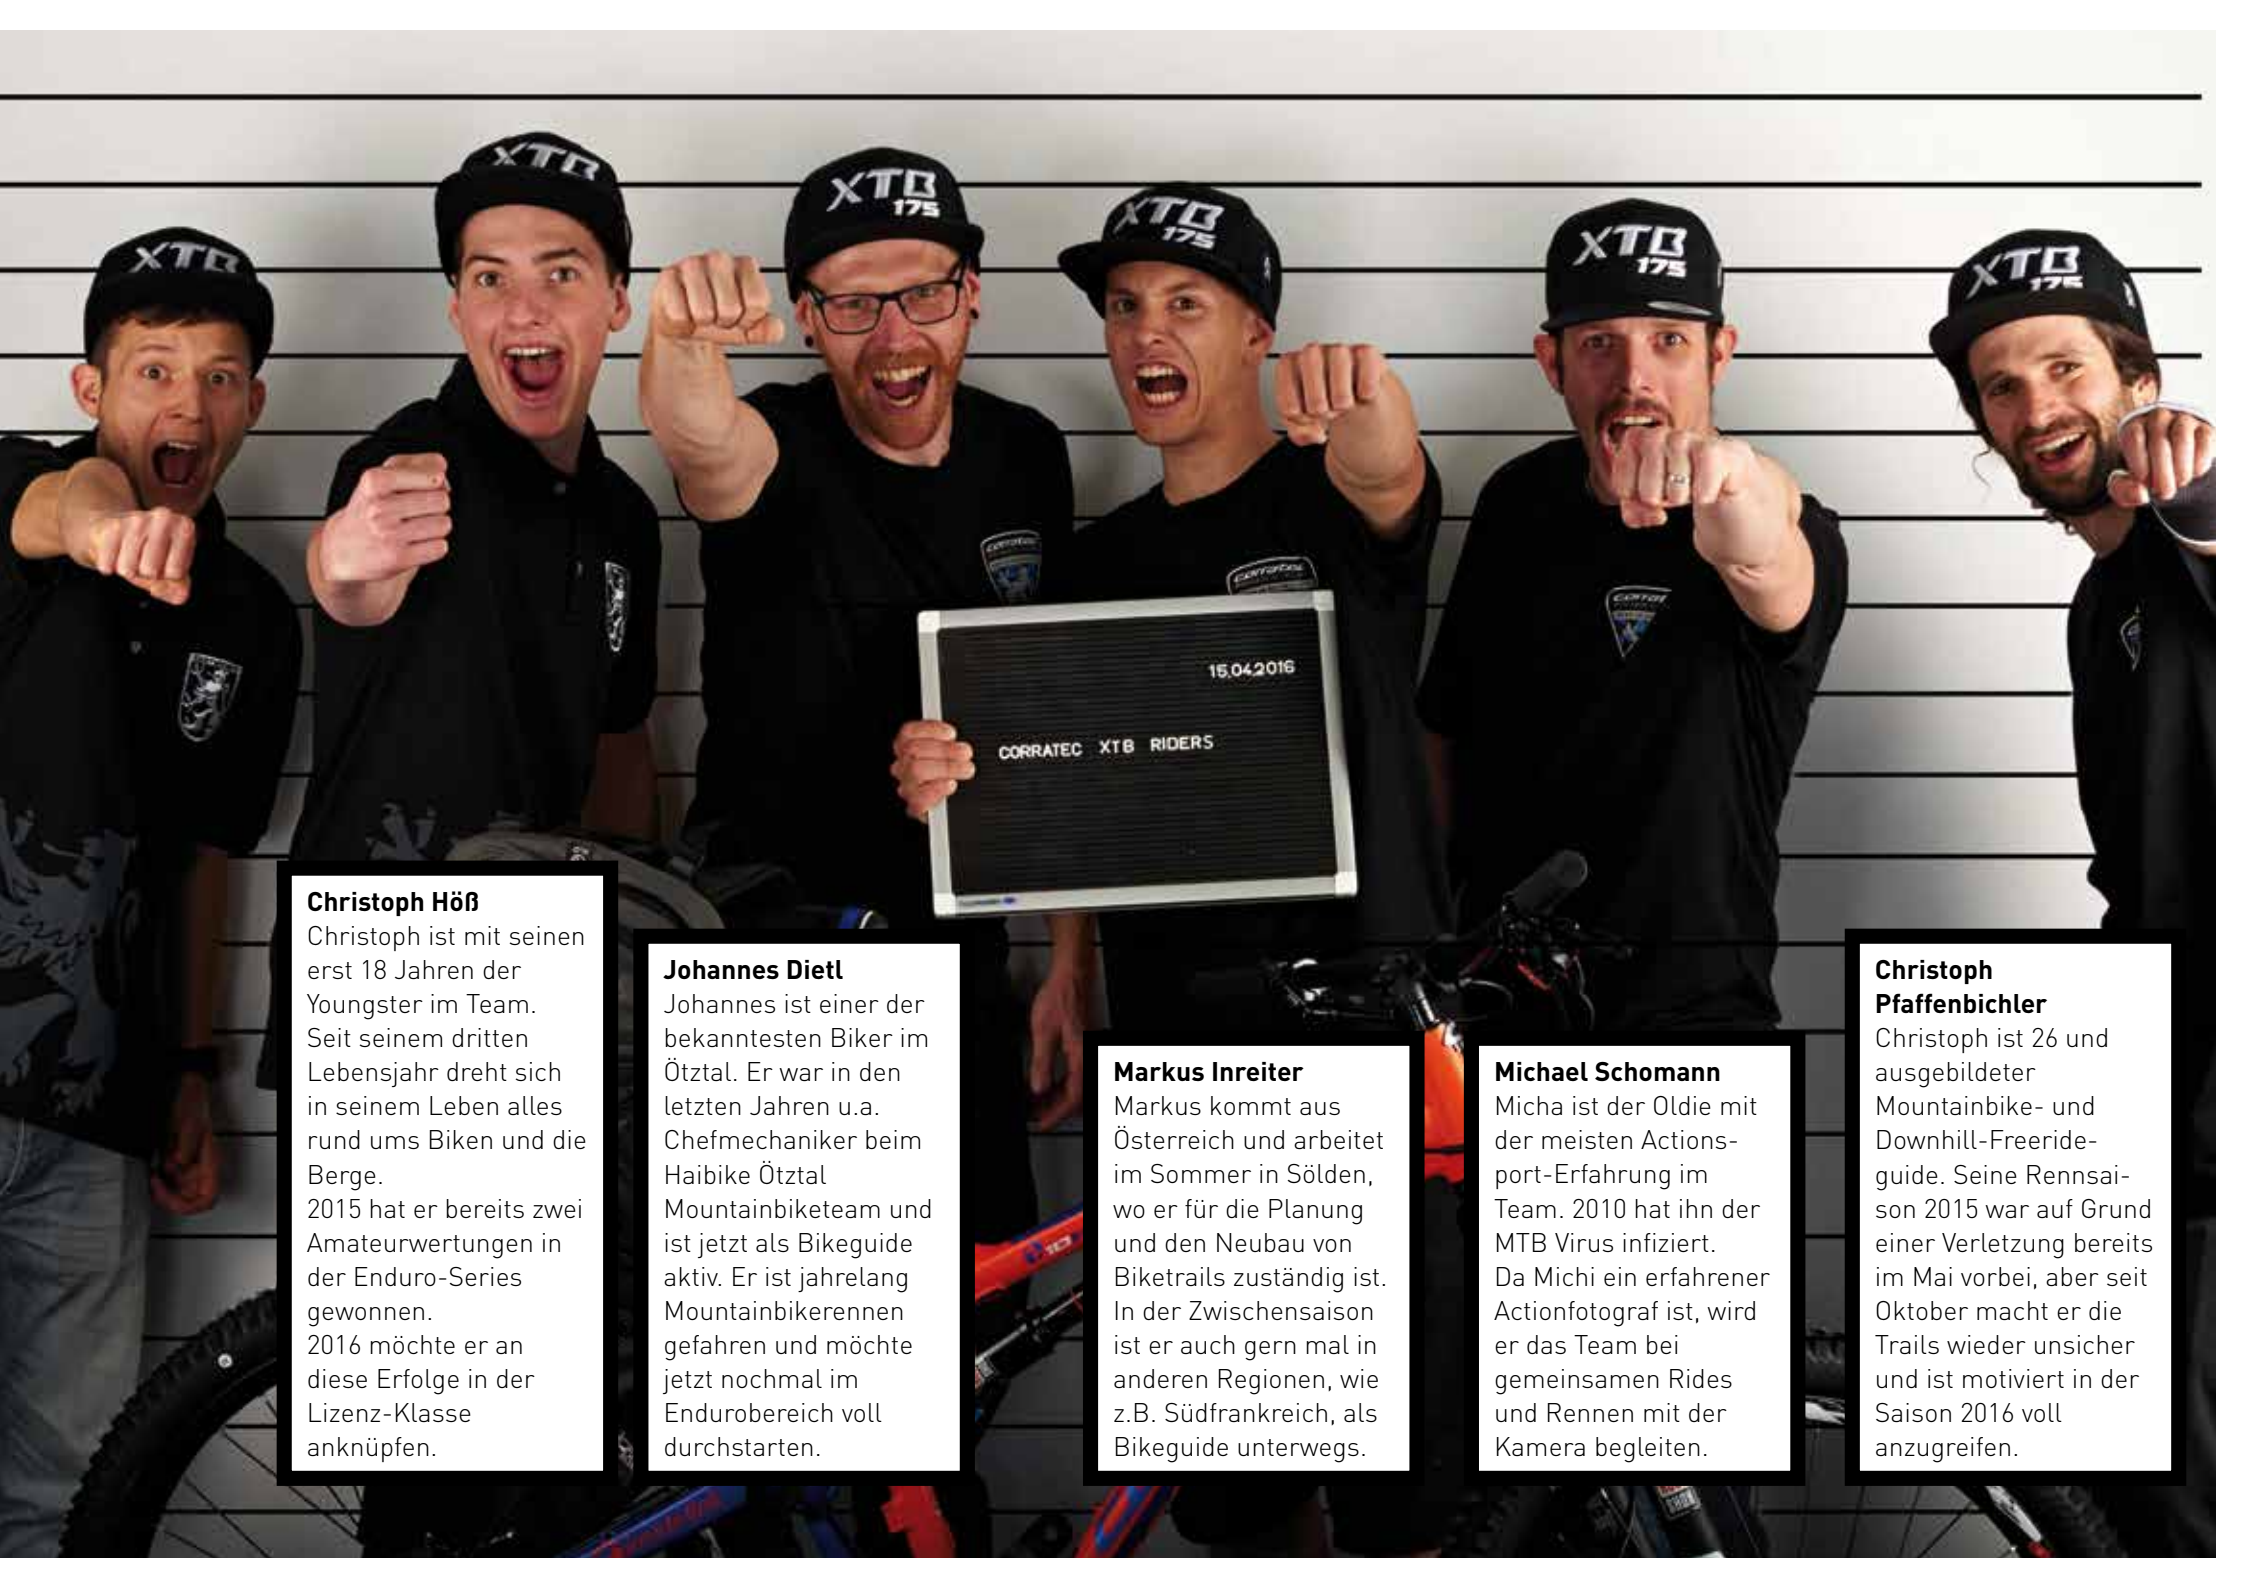 XTB
XTB
XTB
175
XTB
175
XTB
175
XTB
175
corratec
corratec
15.04.2016
CORRATEC XTB RIDERS
Christoph Höß
Christoph ist mit seinen
erst 18 Jahren der
Youngster im Team.
Seit seinem dritten
Lebensjahr dreht sich
in seinem Leben alles
rund ums Biken und die
Berge.
2015 hat er bereits zwei
Amateurwertungen in
der Enduro-Series
gewonnen.
2016 möchte er an
diese Erfolge in der
Lizenz-Klasse
anknüpfen.
Johannes Dietl
Johannes ist einer der
bekanntesten Biker im
Ötztal. Er war in den
letzten Jahren u.a.
Chefmechaniker beim
Haibike Ötztal
Mountainbiketeam und
ist jetzt als Bikeguide
aktiv. Er ist jahrelang
Mountainbikerennen
gefahren und möchte
jetzt nochmal im
Endurobereich voll
durchstarten.
Markus Inreiter
Markus kommt aus
Österreich und arbeitet
im Sommer in Sölden,
wo er für die Planung
und den Neubau von
Biketrails zuständig ist.
In der Zwischensaison
ist er auch gern mal in
anderen Regionen, wie
z.B. Südfrankreich, als
Bikeguide unterwegs.
Michael Schomann
Micha ist der Oldie mit
der meisten Actions-
port-Erfahrung im
Team. 2010 hat ihn der
MTB Virus infiziert.
Da Michi ein erfahrener
Actionfotograf ist, wird
er das Team bei
gemeinsamen Rides
und Rennen mit der
Kamera begleiten.
Christoph
Pfaffenbichler
Christoph ist 26 und
ausgebildeter
Mountainbike- und
Downhill-Freeride-
guide. Seine Rennsai-
son 2015 war auf Grund
einer Verletzung bereits
im Mai vorbei, aber seit
Oktober macht er die
Trails wieder unsicher
und ist motiviert in der
Saison 2016 voll
anzugreifen.